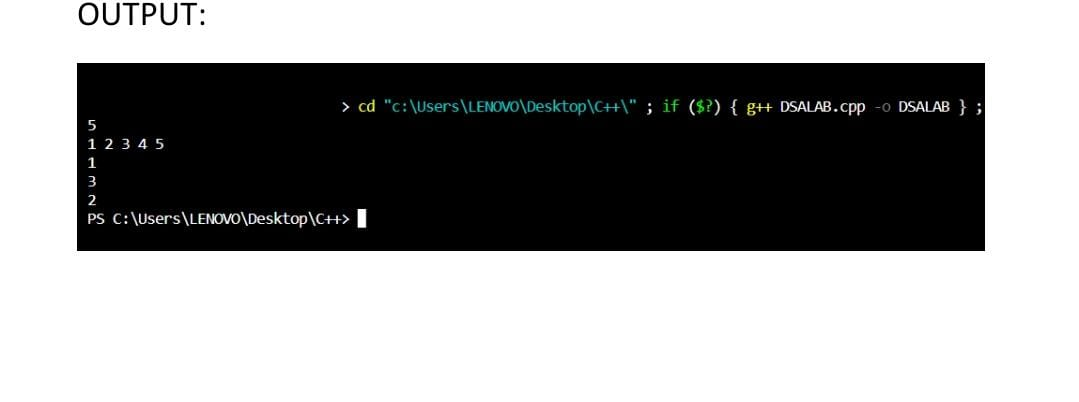 OUTPUT:
> cd "c:\Users\LENOVO\Desktop\C++\" ; if ($?) { g++ DSALAB.cpp -o DSALAB } ;
5
1 2 3 4 5
1
3
2
PS C:\Users\LENOVO\Desktop\C++>